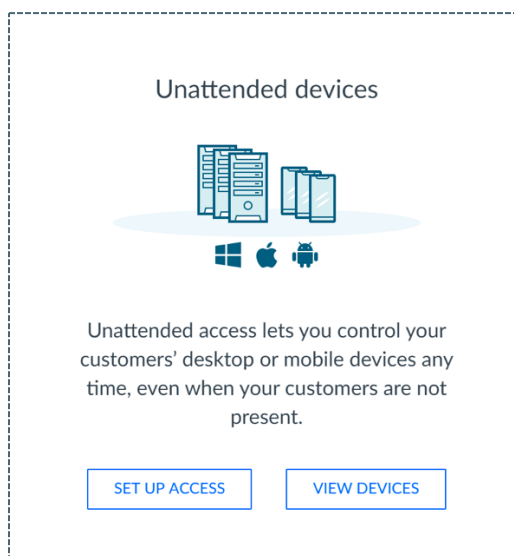 Unattended devices
Unattended access lets you control your
customers’ desktop or mobile devices any
time, even when your customers are not
present.
SET UP ACCESS
VIEW DEVICES